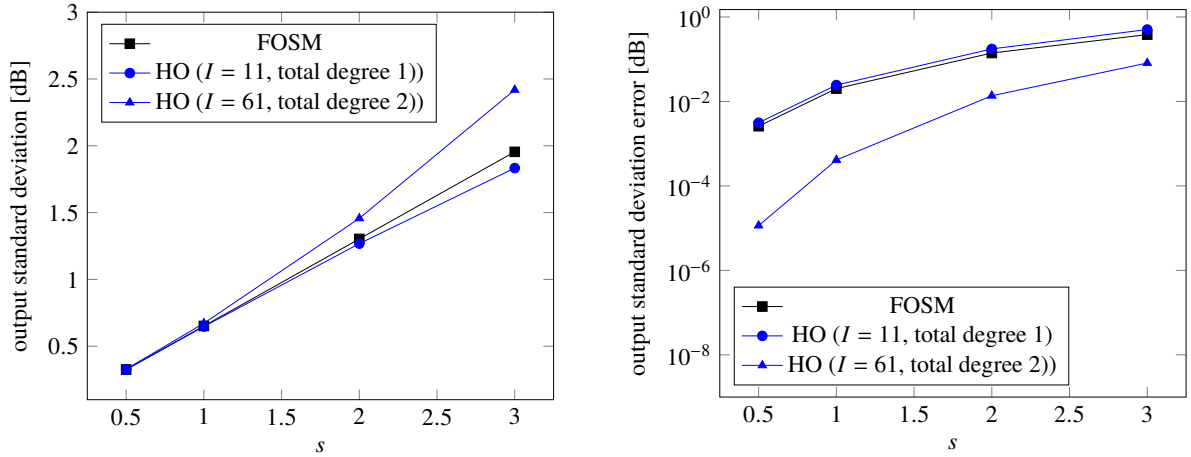 3
2.5
2
1.5
1
0.5
output standard deviation [dB]
FOSM
HO (I = 11, total degree 1))
HO (I = 61, total degree 2))
0.5 1 1.5 2 2.5 3
s
10^0
10^−2
10^−4
10^−6
10^−8
output standard deviation error [dB]
FOSM
HO (I = 11, total degree 1)
HO (I = 61, total degree 2))
0.5 1 1.5 2 2.5 3
s